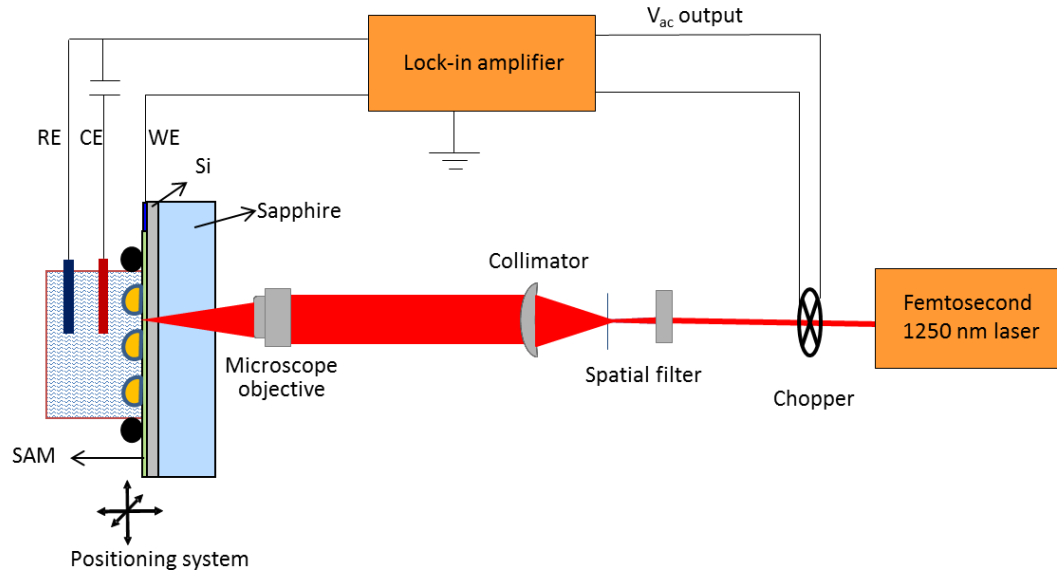 V_ac output
Lock-in amplifier
RE
CE
WE
Si
Sapphire
Collimator
Femtosecond
1250 nm laser
Microscope
objective
Spatial filter
Chopper
SAM
Positioning system